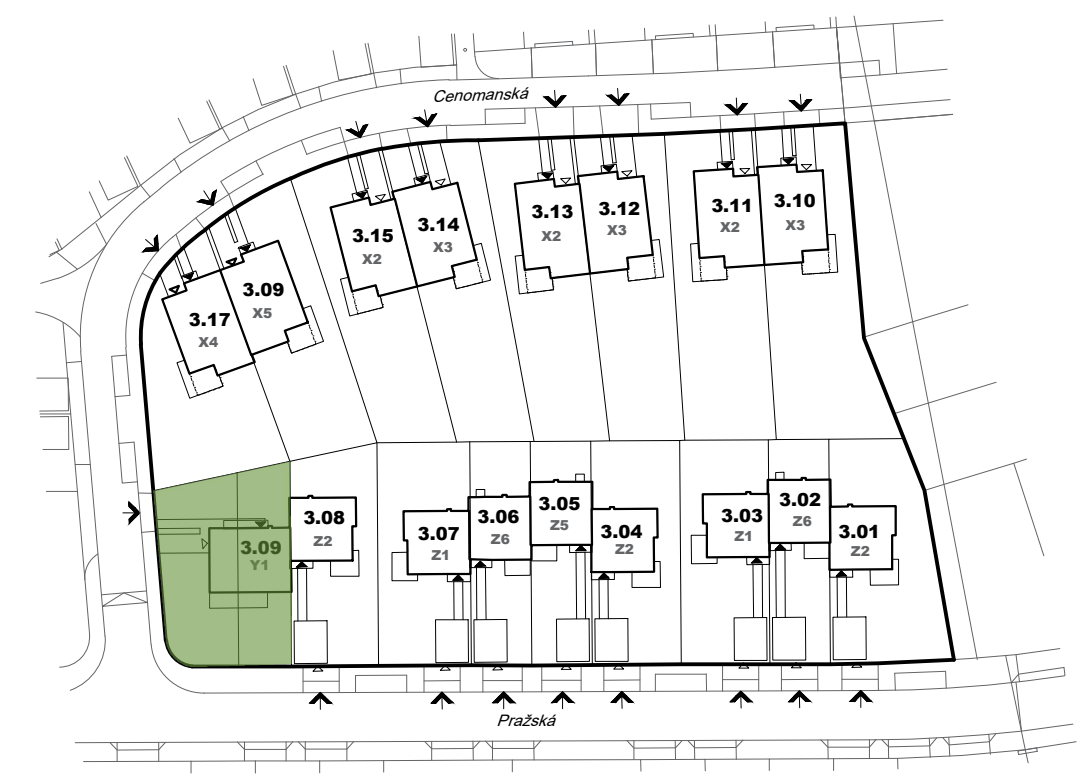 Cenomanská
3.10
X3
3.11
X2
3.12
X3
3.13
X2
3.14
X3
3.15
X2
3.09
X5
3.17
X4
3.08
Z2
3.09
Y1
3.07
Z1
3.06
Z6
3.05
Z5
3.04
Z2
3.03
Z1
3.02
Z6
3.01
Z2
Pražská